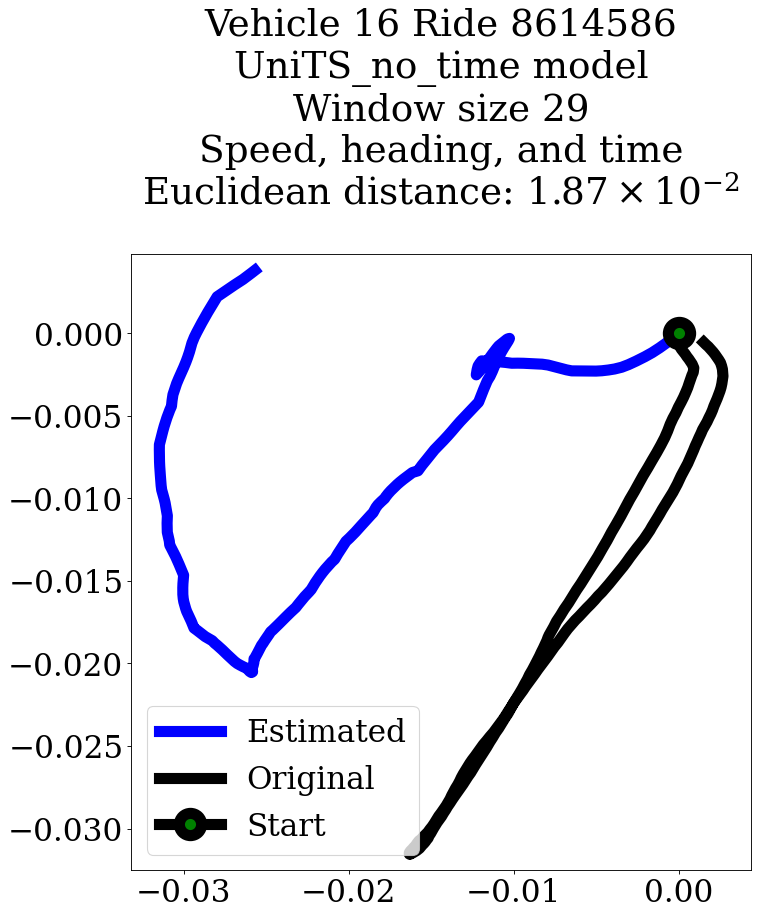 Vehicle 16 Ride 8614586
UniTS_no_time model
Window size 29
Speed, heading, and time
Euclidean distance: 1.87 × 10⁻²
0.000
−0.005
−0.010
−0.015
−0.020
−0.025
−0.030
Estimated
Original
Start
−0.03
−0.02
−0.01
0.00